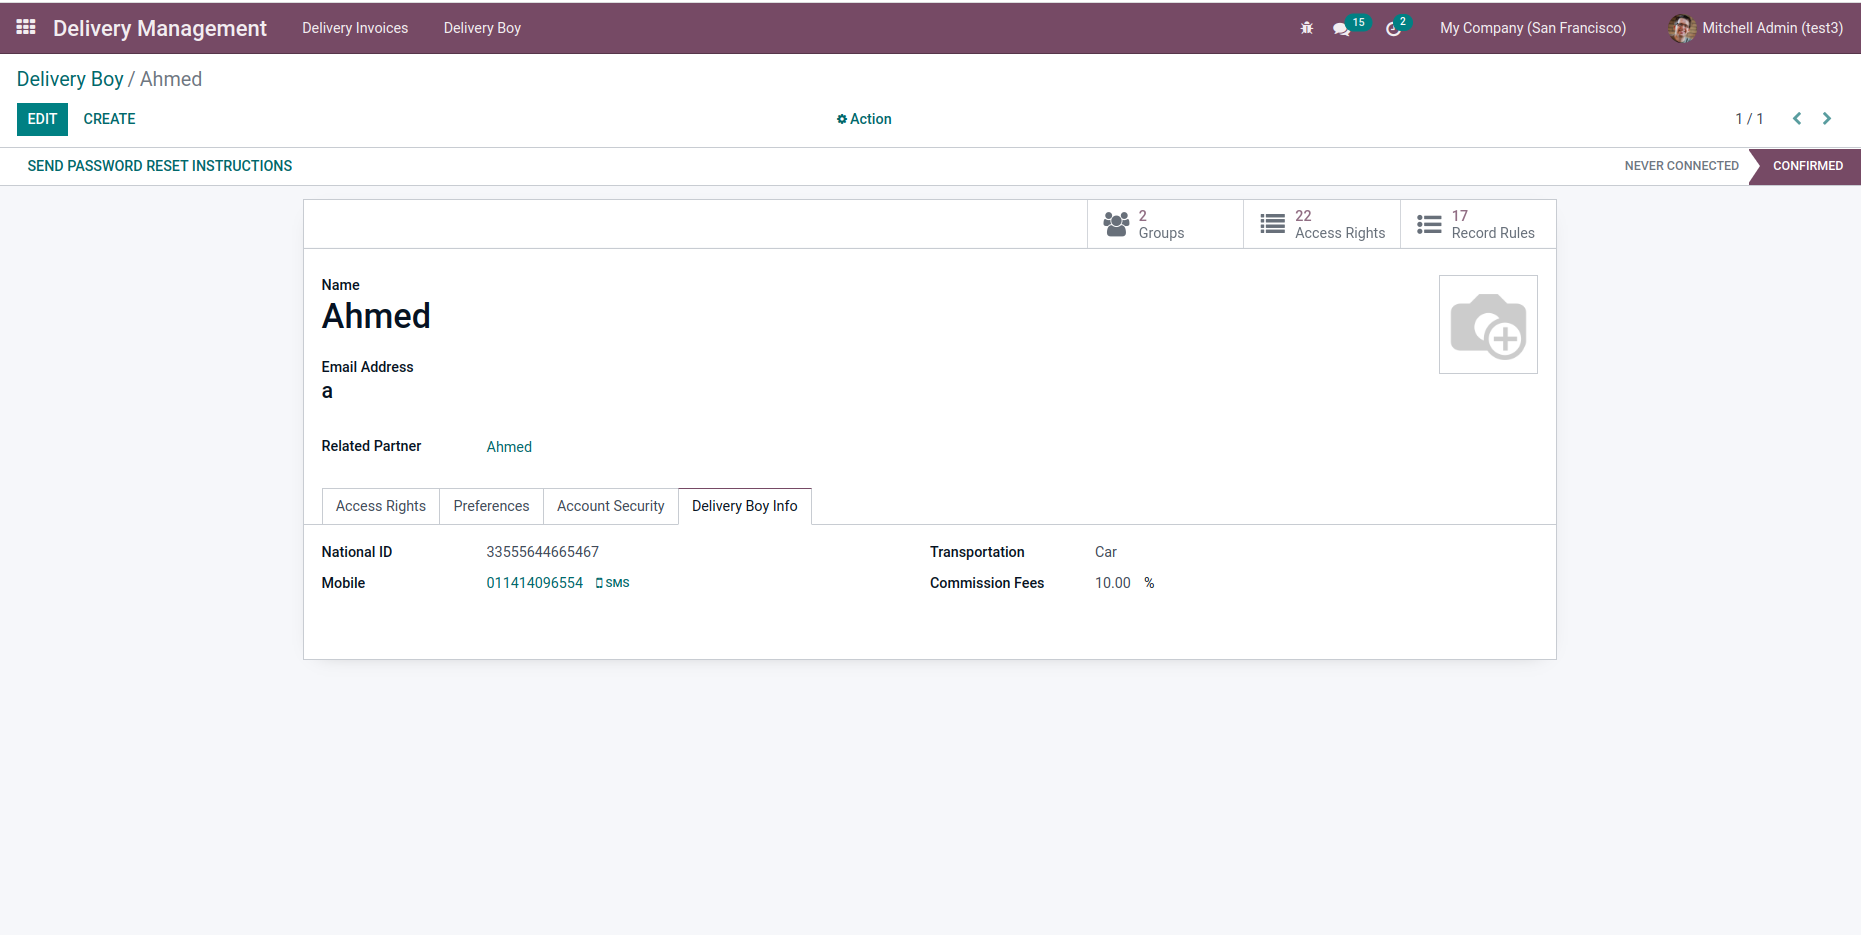 Delivery Management Delivery Invoices Delivery Boy 15 2 My Company (San Francisco) Mitchell Admin (test3)
Delivery Boy / Ahmed
EDIT CREATE Action 1 / 1
SEND PASSWORD RESET INSTRUCTIONS NEVER CONNECTED CONFIRMED
2 Groups 22 Access Rights 17 Record Rules
Name
Ahmed
Email Address
a
Related Partner Ahmed
Access Rights Preferences Account Security Delivery Boy Info
National ID 33555644665467 Transportation Car
Mobile 011414096554 SMS Commission Fees 10.00 %